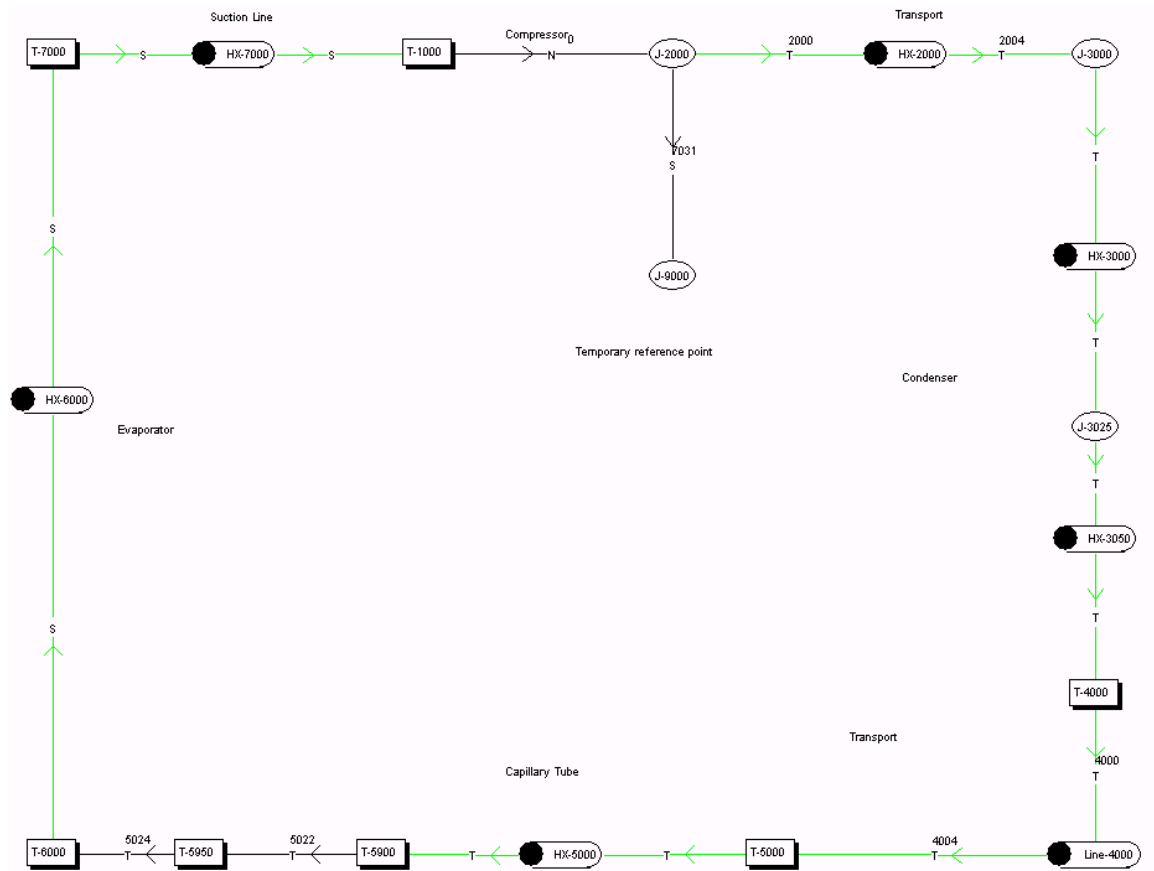 Suction Line
Transport
T-7000
S
HX-7000
S
T-1000
Compressor
D
N
J-2000
2000
T
HX-2000
2004
T
J-3000
7031
S
T
S
HX-3000
J-9000
T
Temporary reference point
Condenser
HX-6000
Evaporator
J-3025
T
HX-3050
T
S
T-4000
Transport
4000
T
Capillary Tube
T-6000
5024
T
T-5950
5022
T
T-5900
T
HX-5000
T
T-5000
4004
T
Line-4000